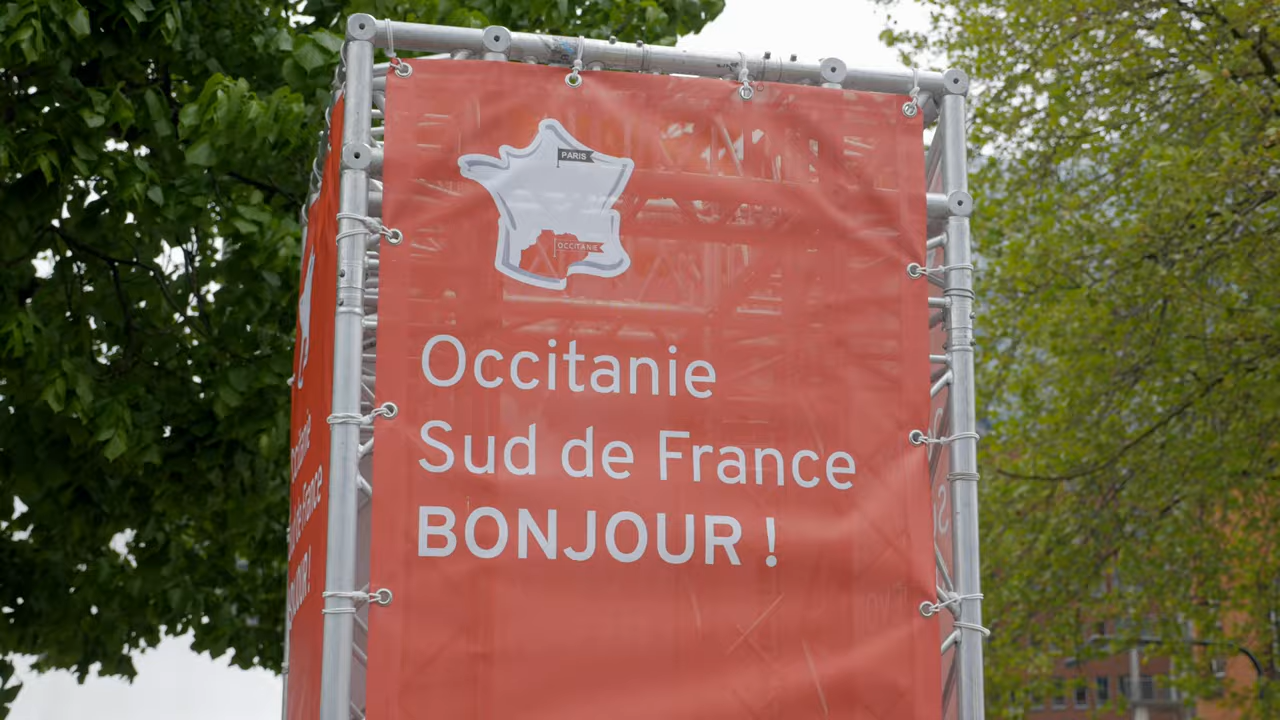 PARIS
OCCITANIE
Occitanie
Sud de France
BONJOUR !